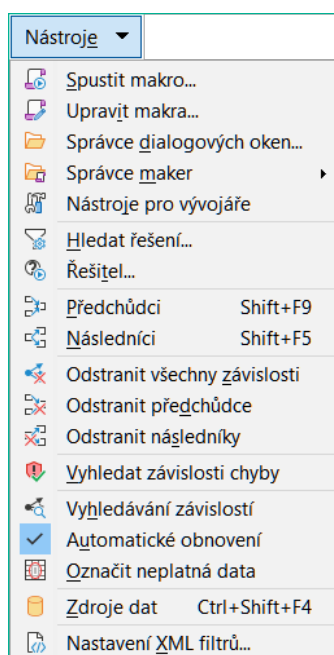 Nástroje
Spustit makro...
Upravit makra...
Správce dialogových oken...
Správce maker
Nástroje pro vývojáře
Hledat řešení...
Řešitel...
Předchůdci Shift+F9
Následníci Shift+F5
Odstranit všechny závislosti
Odstranit předchůdce
Odstranit následníky
Vyhledat závislosti chyby
Vyhledávání závislostí
Automatické obnovení
Označit neplatná data
Zdroje dat Ctrl+Shift+F4
Nastavení XML filtrů...